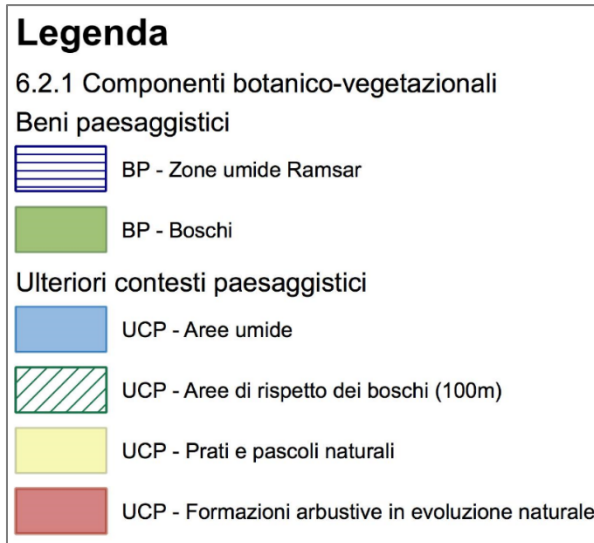 Legenda
6.2.1 Componenti botanico-vegetazionali
Beni paesaggistici
BP - Zone umide Ramsar
BP - Boschi
Ulteriori contesti paesaggistici
UCP - Aree umide
UCP - Aree di rispetto dei boschi (100m)
UCP - Prati e pascoli naturali
UCP - Formazioni arbustive in evoluzione naturale